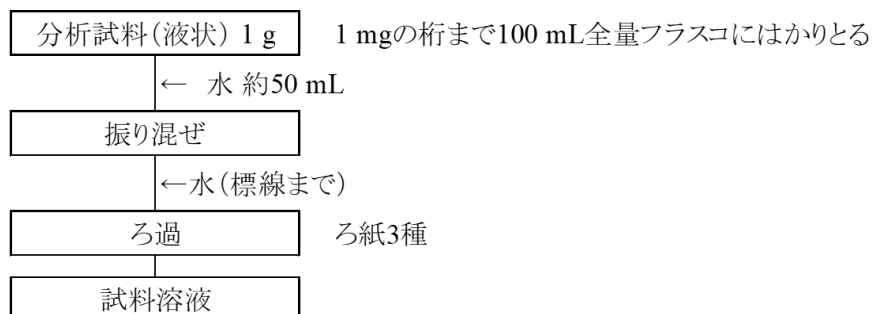 分析試料(液状) 1 g 1 mgの桁まで100 mL全量フラスコにはかりとる
← 水 約50 mL
振り混ぜ
←水(標線まで)
ろ過 ろ紙3種
試料溶液